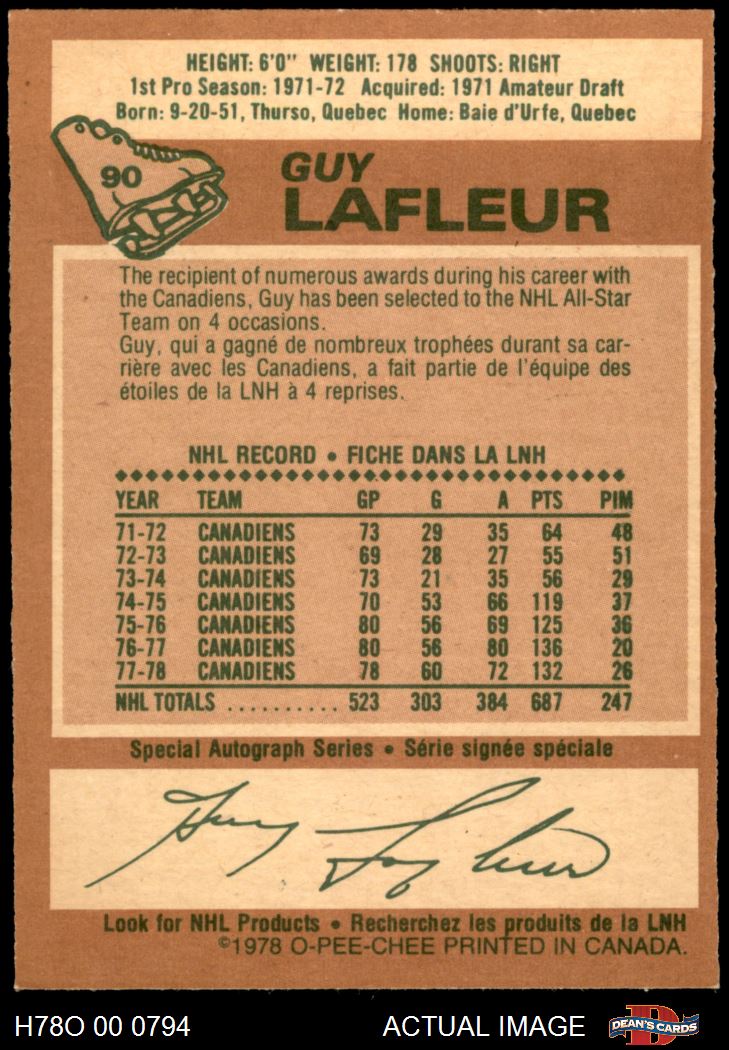 HEIGHT: 6'0" WEIGHT: 178 SHOOTS: RIGHT
1st Pro Season: 1971-72 Acquired: 1971 Amateur Draft
Born: 9-20-51, Thurso, Quebec Home: Baie d'Urfe, Quebec
90
GUY
LAFLEUR
The recipient of numerous awards during his career with
the Canadiens, Guy has been selected to the NHL All-Star
Team on 4 occasions.
Guy, qui a gagné de nombreux trophées durant sa car-
rière avec les Canadiens, a fait partie de l'équipe des
étoiles de la LNH à 4 reprises.
NHL RECORD • FICHE DANS LA LNH
YEAR TEAM GP G A PTS PIM
71-72 CANADIENS 73 29 35 64 48
72-73 CANADIENS 69 28 27 55 51
73-74 CANADIENS 73 21 35 56 29
74-75 CANADIENS 70 53 66 119 37
75-76 CANADIENS 80 56 69 125 36
76-77 CANADIENS 80 56 80 136 20
77-78 CANADIENS 78 60 72 132 26
NHL TOTALS .......... 523 303 384 687 247
Special Autograph Series • Série signée spéciale
Guy Lafleur
Look for NHL Products • Recherchez les produits de la LNH
©1978 O-PEE-CHEE PRINTED IN CANADA.
H78O 00 0794 ACTUAL IMAGE DEAN'S CARDS